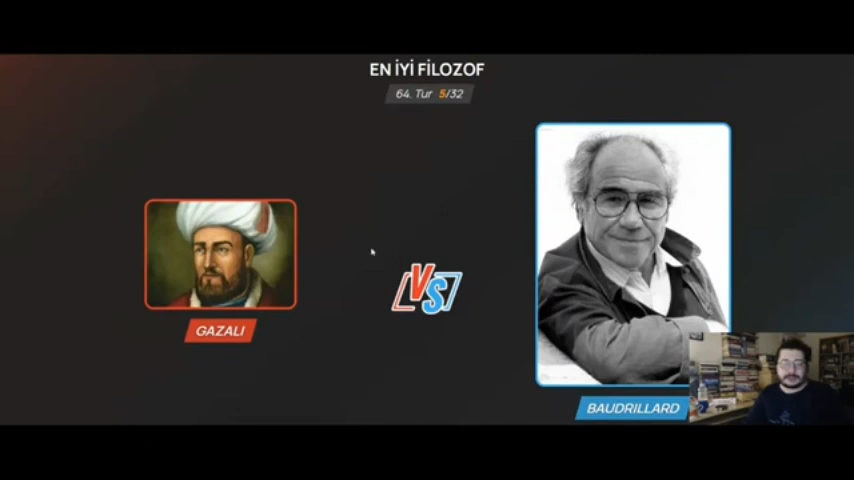 EN İYİ FİLOZOF
64. Tur 5/32
VS
GAZALI
BAUDRILLARD